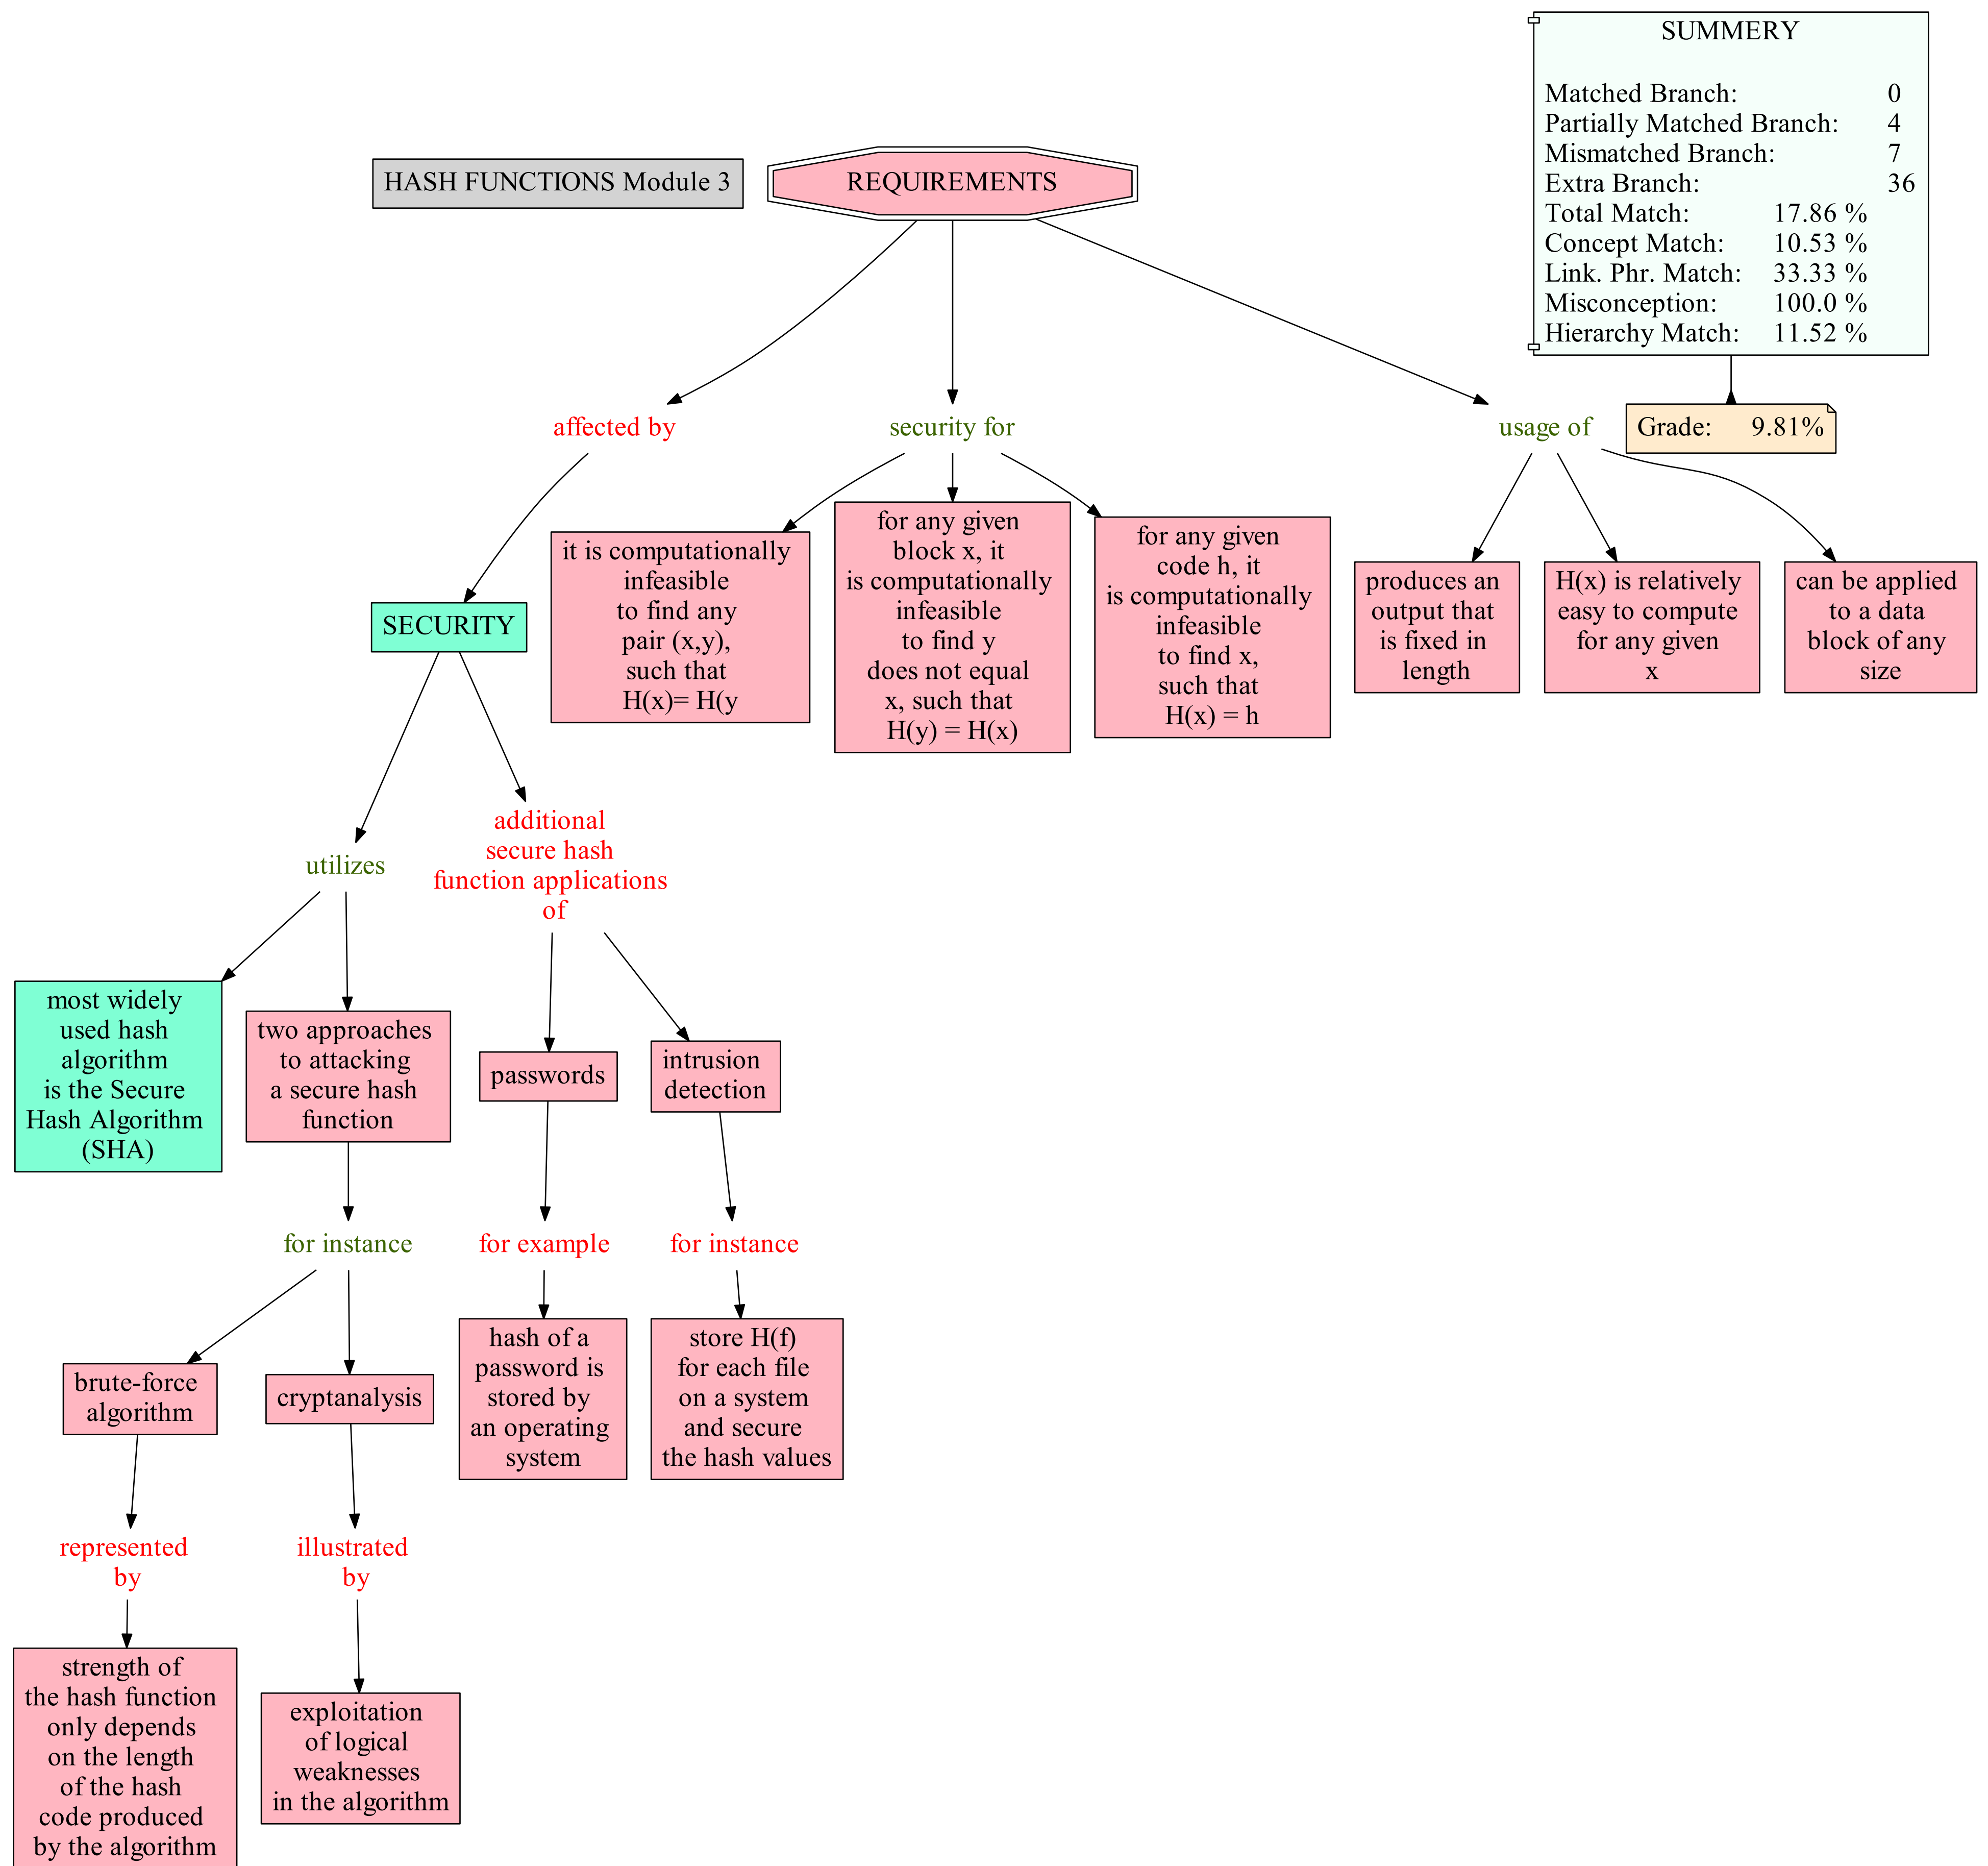 SUMMERY
Matched Branch: 0
Partially Matched Branch: 4
Mismatched Branch: 7
Extra Branch: 36
Total Match: 17.86 %
Concept Match: 10.53 %
Link. Phr. Match: 33.33 %
Misconception: 100.0 %
Hierarchy Match: 11.52 %
HASH FUNCTIONS Module 3
REQUIREMENTS
affected by
security for
usage of
Grade: 9.81%
it is computationally
infeasible
to find any
pair (x,y),
such that
H(x)= H(y
for any given
block x, it
is computationally
infeasible
to find y
does not equal
x, such that
H(y) = H(x)
for any given
code h, it
is computationally
infeasible
to find x,
such that
H(x) = h
produces an
output that
is fixed in
length
H(x) is relatively
easy to compute
for any given
x
can be applied
to a data
block of any
size
SECURITY
utilizes
additional
secure hash
function applications
of
most widely
used hash
algorithm
is the Secure
Hash Algorithm
(SHA)
two approaches
to attacking
a secure hash
function
passwords
intrusion
detection
for instance
for example
for instance
brute-force
algorithm
cryptanalysis
hash of a
password is
stored by
an operating
system
store H(f)
for each file
on a system
and secure
the hash values
represented
by
illustrated
by
strength of
the hash function
only depends
on the length
of the hash
code produced
by the algorithm
exploitation
of logical
weaknesses
in the algorithm